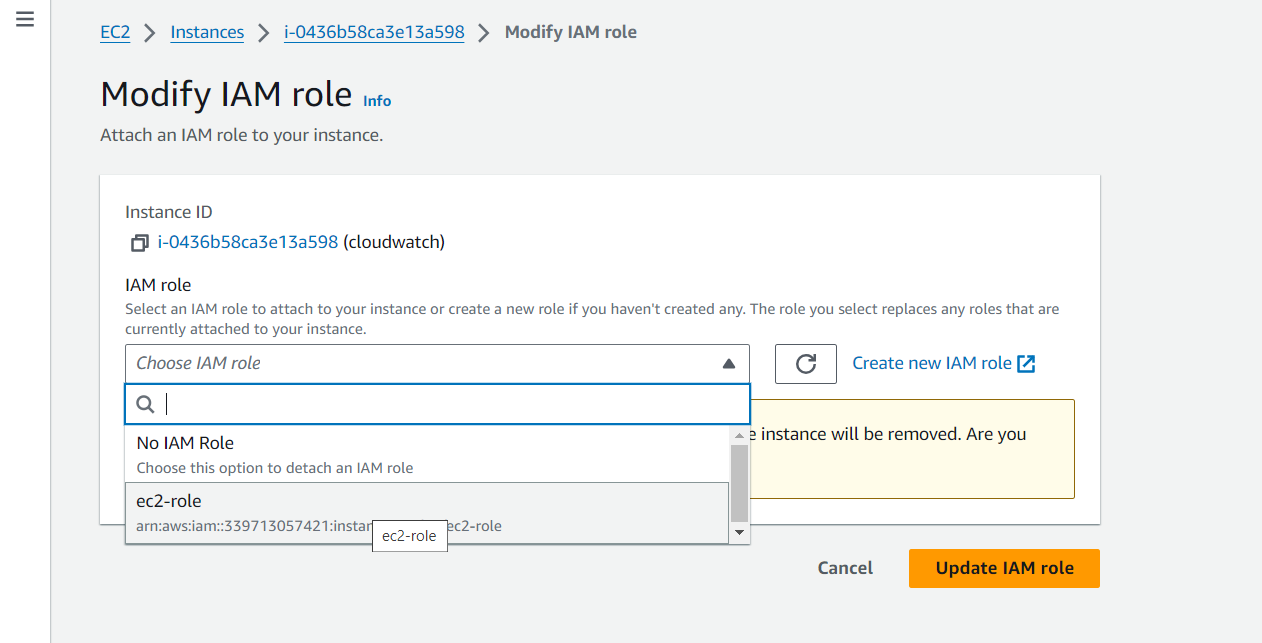 EC2 Instances i-0436b58ca3e13a598 Modify IAM role
Modify IAM role Info
Attach an IAM role to your instance.
Instance ID
i-0436b58ca3e13a598 (cloudwatch)
IAM role
Select an IAM role to attach to your instance or create a new role if you haven't created any. The role you select replaces any roles that are
currently attached to your instance.
Choose IAM role
Create new IAM role
No IAM Role
Choose this option to detach an IAM role
e instance will be removed. Are you
ec2-role
arn:aws:iam::339713057421:instan ec2-role
ec2-role
Cancel Update IAM role